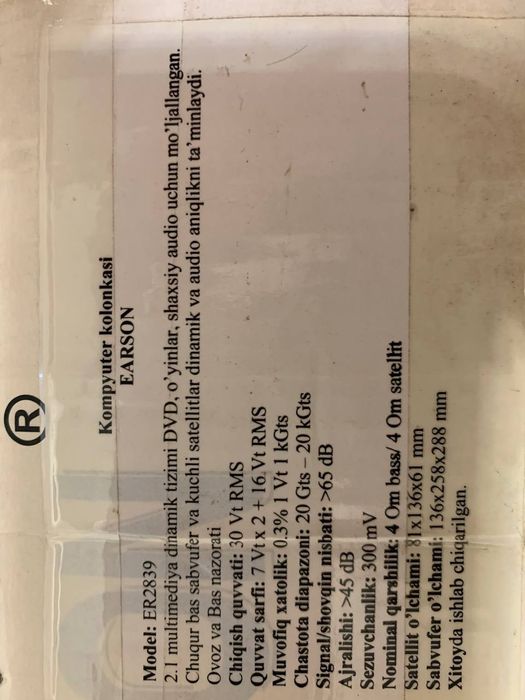 ®
Kompyuter kolonkasi
EARSON
Model: ER2839
2.1 multimediya dinamik tizimi DVD, o'yinlar, shaxsiy audio uchun mo'ljallangan.
Chuqur bas sabvufer va kuchli satellitlar dinamik va audio aniqlikni ta'minlaydi.
Ovoz va Bas nazorati
Chiqish quvvati: 30 Vt RMS
Quvvat sarfi: 7 Vt x 2 + 16 Vt RMS
Muvofiq xatolik: 0.3% 1 Vt 1 kGts
Chastota diapazoni: 20 Gts – 20 kGts
Signal/shovqin nisbati: >65 dB
Ajralishi: >45 dB
Sezuvchanlik: 300 mV
Nominal qarshilik: 4 Om bass/ 4 Om satellit
Satellit o'lchami: 81x136x61 mm
Sabvufer o'lchami: 136x258x288 mm
Xitoyda ishlab chiqarilgan.